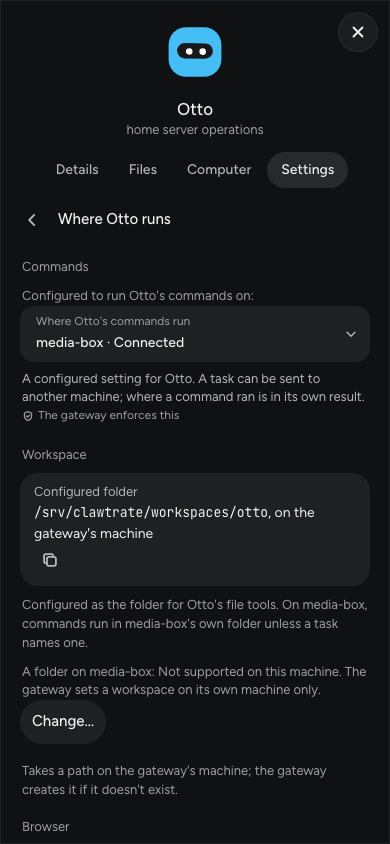 Otto
home server operations
Details Files Computer Settings
Where Otto runs
Commands
Configured to run Otto's commands on:
Where Otto's commands run
media-box · Connected
A configured setting for Otto. A task can be sent to
another machine; where a command ran is in its own result.
The gateway enforces this
Workspace
Configured folder
/srv/clawtrate/workspaces/otto, on the
gateway's machine
Configured as the folder for Otto's file tools. On media-box,
commands run in media-box's own folder unless a task
names one.
A folder on media-box: Not supported on this machine. The
gateway sets a workspace on its own machine only.
Change...
Takes a path on the gateway's machine; the gateway
creates it if it doesn't exist.
Browser